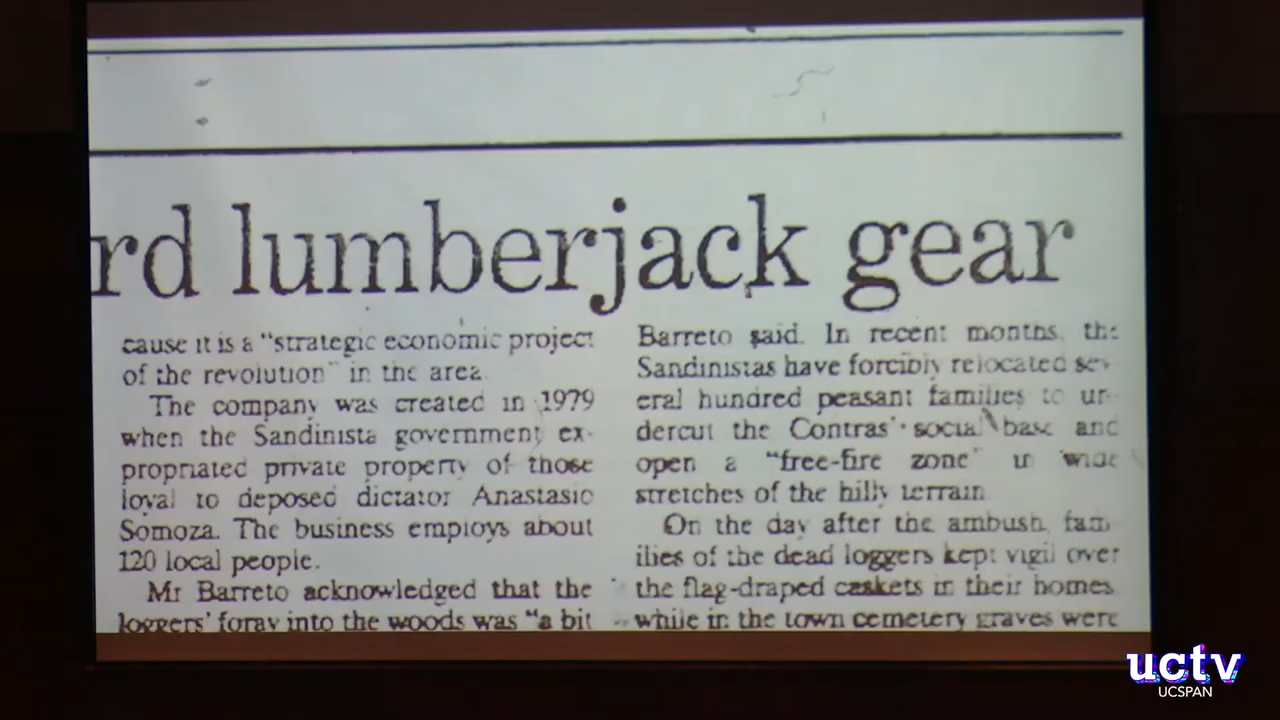 rd lumberjack gear
cause it is a "strategic economic project
of the revolution" in the area.
The company was created in 1979
when the Sandinista government ex-
propriated private property of those
loyal to deposed dictator Anastasio
Somoza. The business employs about
120 local people.
Mr Barreto acknowledged that the
loggers' foray into the woods was "a bit
Barreto said. In recent months, the
Sandinistas have forcibly relocated sev-
eral hundred peasant families to un-
dercut the Contras' social base and
open a "free-fire zone" in wide
stretches of the hilly terrain.
On the day after the ambush, fam-
ilies of the dead loggers kept vigil over
the flag-draped caskets in their homes
while in the town cemetery graves were
uctv
UCSPAN